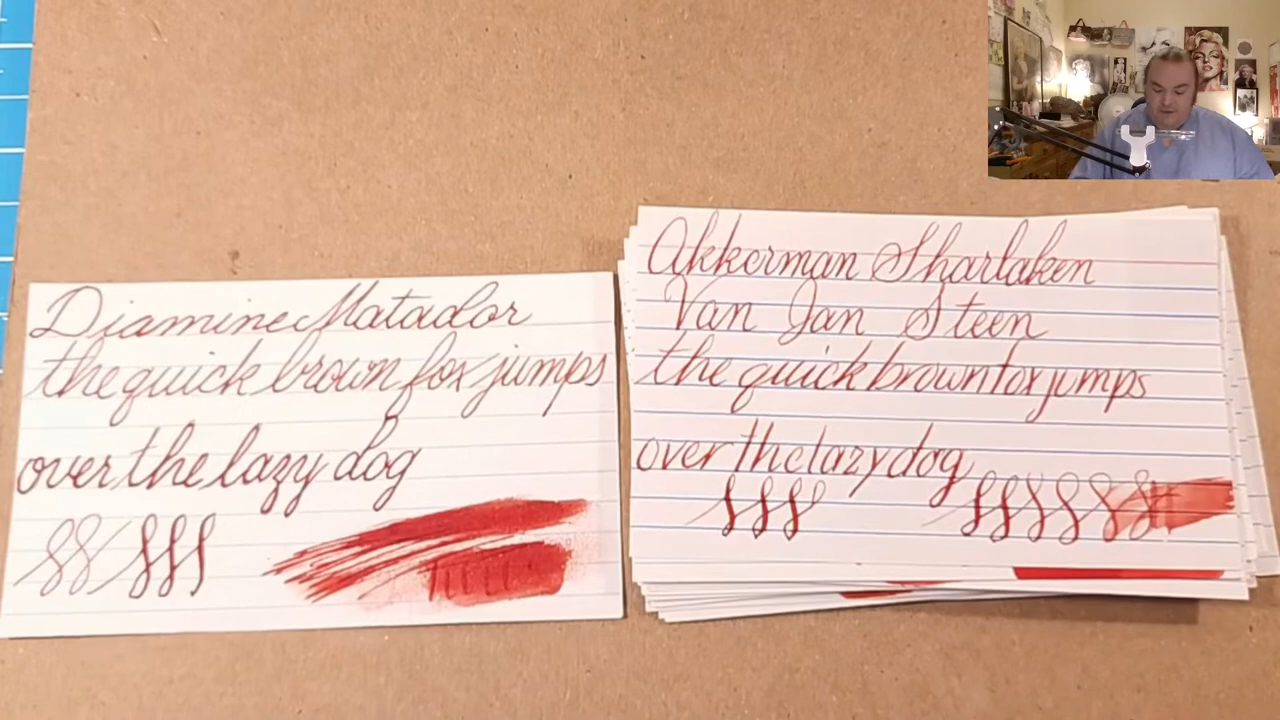 Diamine Matador
the quick brown fox jumps
over the lazy dog
Akkerman Sharlaken
Van Jan Steen
the quick brown fox jumps
over the lazy dog